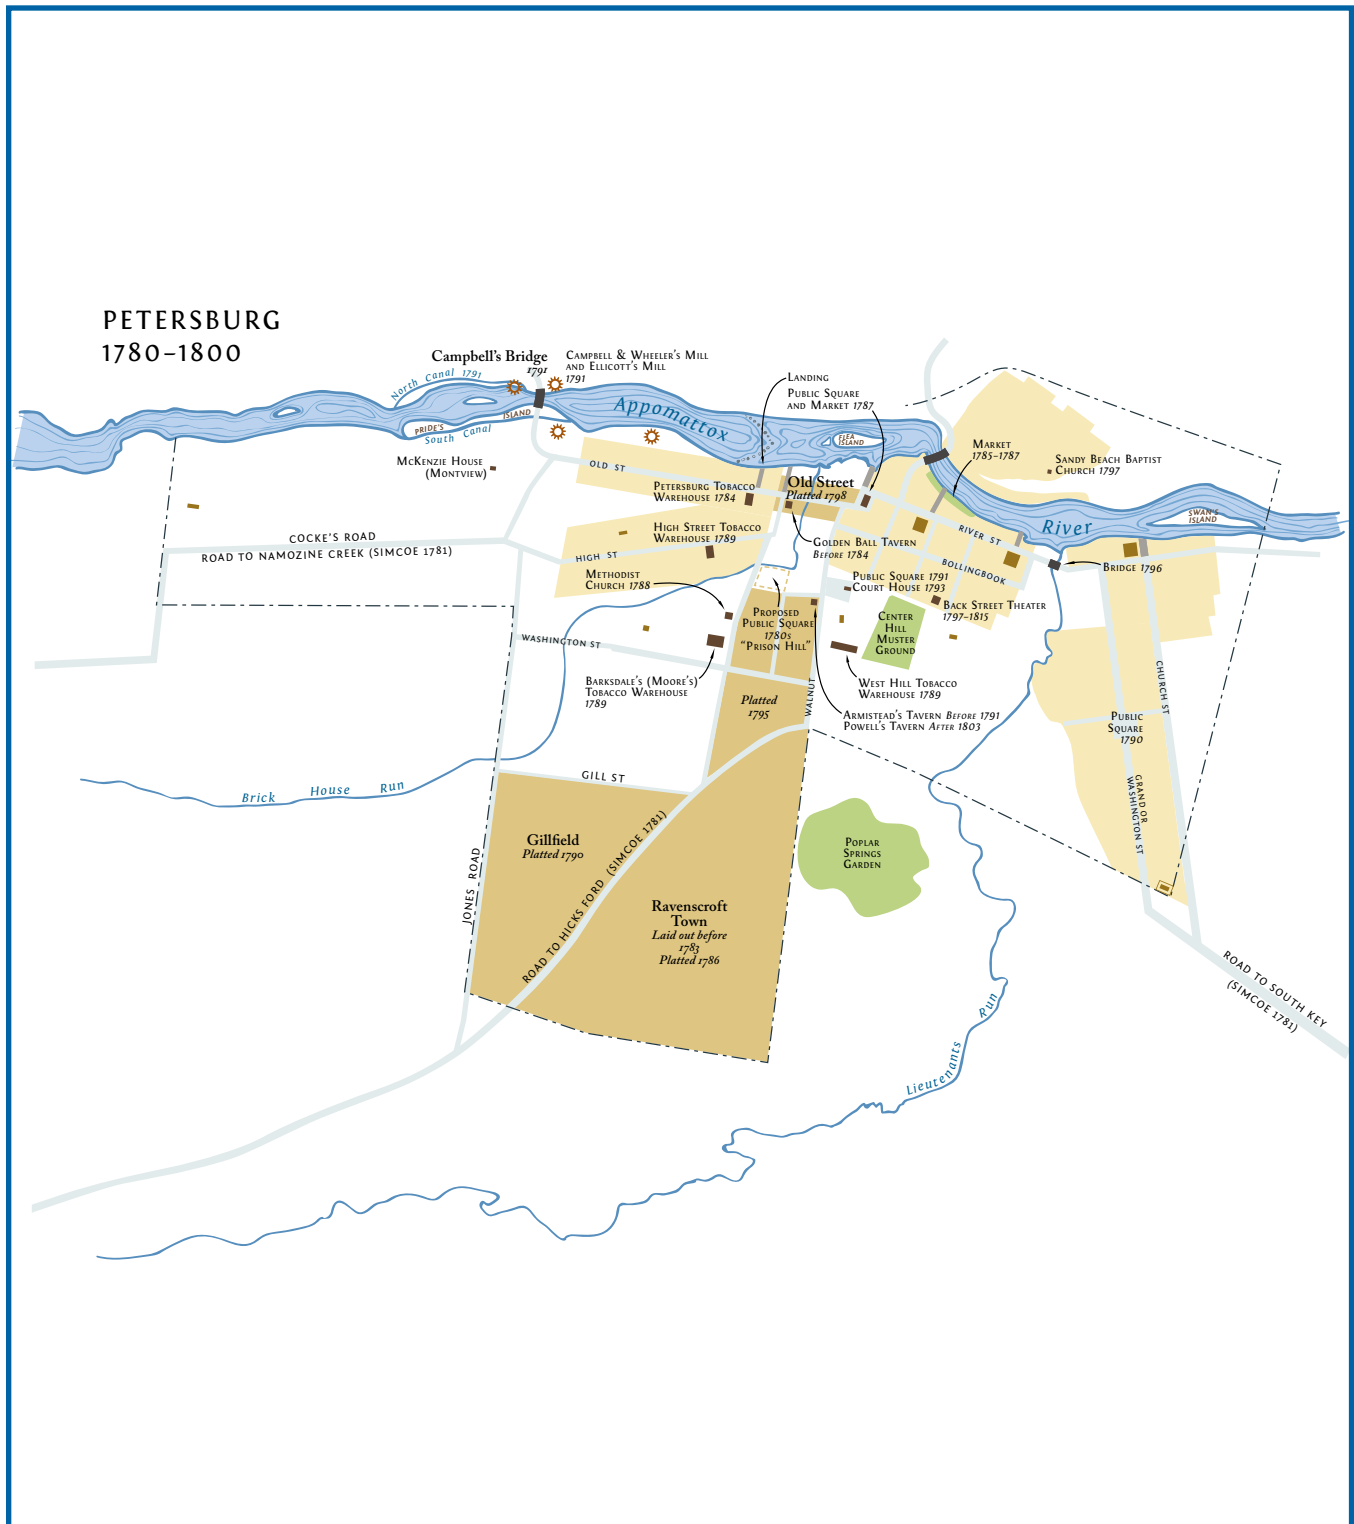 PETERSBURG
1780–1800
Campbell's Bridge
1791
Campbell & Wheeler's Mill
and Ellicott's Mill
1791
North Canal 1791
PRIDE'S
ISLAND
South Canal
Appomattox
Landing
Public Square
and Market 1787
FLEA
ISLAND
Market
1785–1787
Sandy Beach Baptist
Church 1797
McKenzie House
(Montview)
OLD ST
Petersburg Tobacco
Warehouse 1784
Old Street
Platted 1798
River
SWAN'S
ISLAND
COCKE'S ROAD
ROAD TO NAMOZINE CREEK (SIMCOE 1781)
High Street Tobacco
Warehouse 1789
HIGH ST
Golden Ball Tavern
Before 1784
RIVER ST
BOLLINGBOOK
Bridge 1796
Methodist
Church 1788
Public Square 1791
Court House 1793
Back Street Theater
1797–1815
Proposed
Public Square
1780s
"Prison Hill"
Center
Hill
Muster
Ground
WASHINGTON ST
Barksdale's (Moore's)
Tobacco Warehouse
1789
West Hill Tobacco
Warehouse 1789
Platted
1795
WALNUT
Armistead's Tavern Before 1791
Powell's Tavern After 1803
CHURCH ST
Public
Square
1790
GRAND OR
WASHINGTON ST
Brick House Run
GILL ST
Gillfield
Platted 1790
JONES ROAD
ROAD TO HICKS FORD (SIMCOE 1781)
Poplar
Springs
Garden
Ravenscroft
Town
Laid out before
1783
Platted 1786
ROAD TO SOUTH KEY
(SIMCOE 1781)
Lieutenants Run